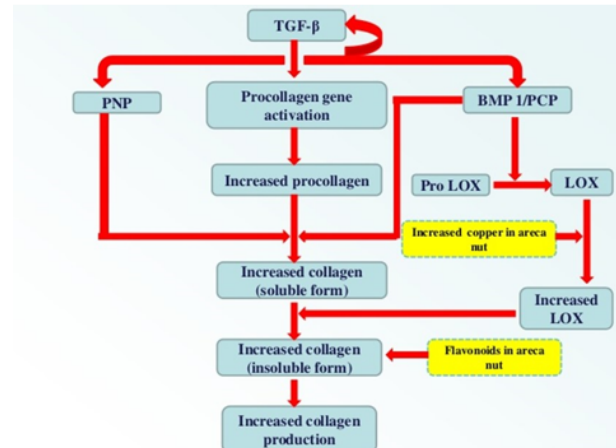 TGF-β
PNP
Procollagen gene
activation
BMP 1/PCP
Increased procollagen
Pro LOX
LOX
Increased copper in areca
nut
Increased collagen
(soluble form)
Increased
LOX
Increased collagen
(insoluble form)
Flavonoids in areca
nut
Increased collagen
production